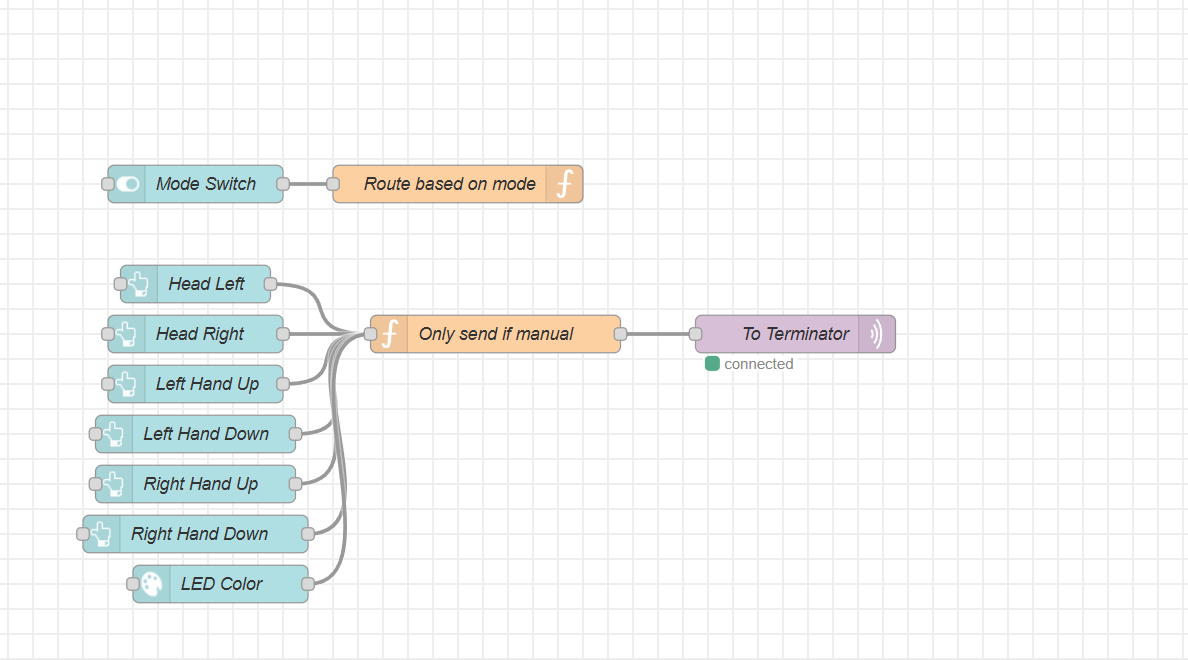 Mode Switch
Route based on mode
Head Left
Head Right
Only send if manual
To Terminator
connected
Left Hand Up
Left Hand Down
Right Hand Up
Right Hand Down
LED Color